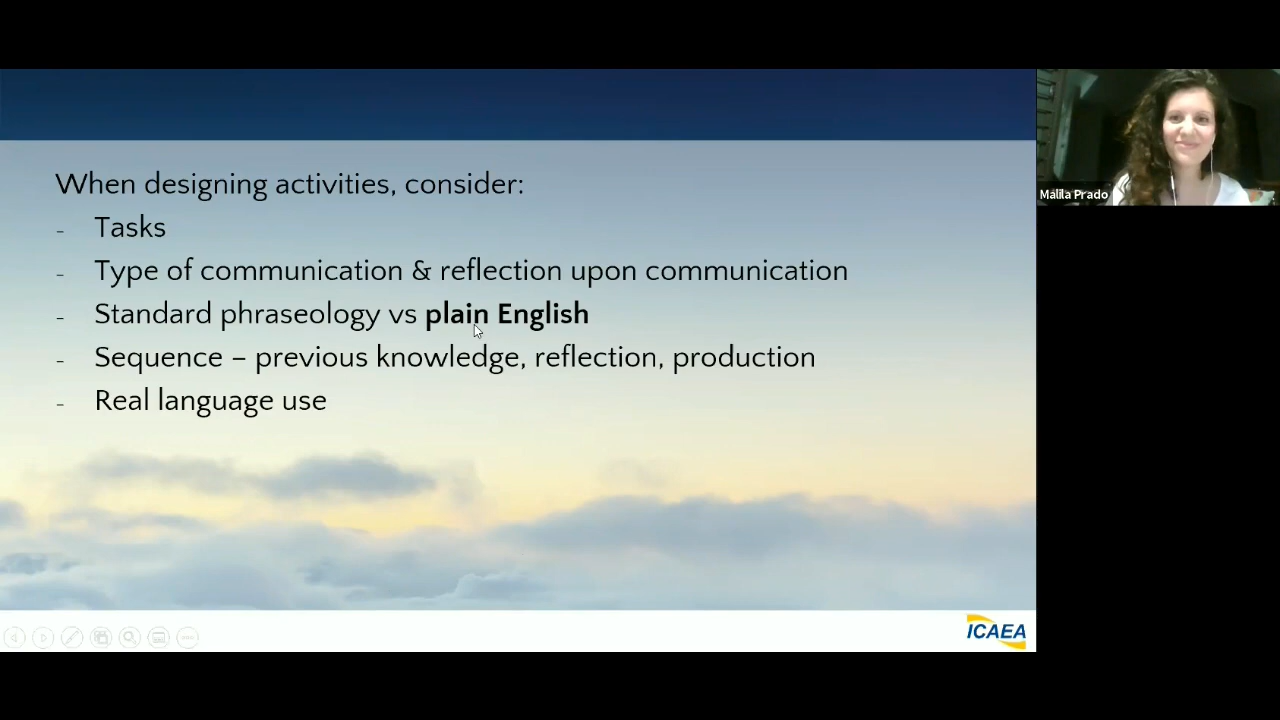 When designing activities, consider:
- Tasks
- Type of communication & reflection upon communication
- Standard phraseology vs plain English
- Sequence – previous knowledge, reflection, production
- Real language use
Malila Prado
ICAEA